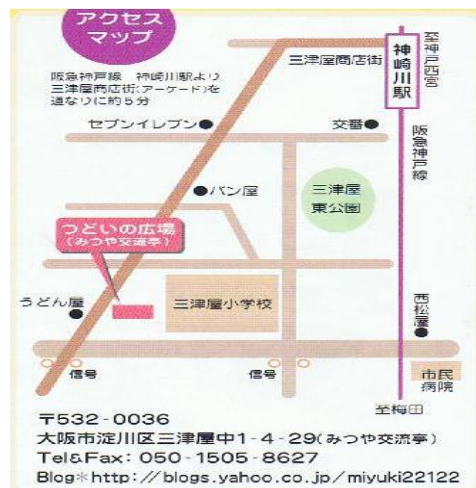 アクセス
マップ
阪急神戸線　神崎川駅より
三津屋商店街(アーケード)を
道なりに約5分
三津屋商店街
神崎川駅
至神戸西宮
阪急神戸線
セブンイレブン
交番
パン屋
三津屋
東公園
つどいの広場
(みつや交流亭)
うどん屋
三津屋小学校
西松屋
信号
信号
市民
病院
至梅田
〒532-0036
大阪市淀川区三津屋中1-4-29(みつや交流亭)
Tel&Fax: 050-1505-8627
Blog*http://blogs.yahoo.co.jp/miyuki22122